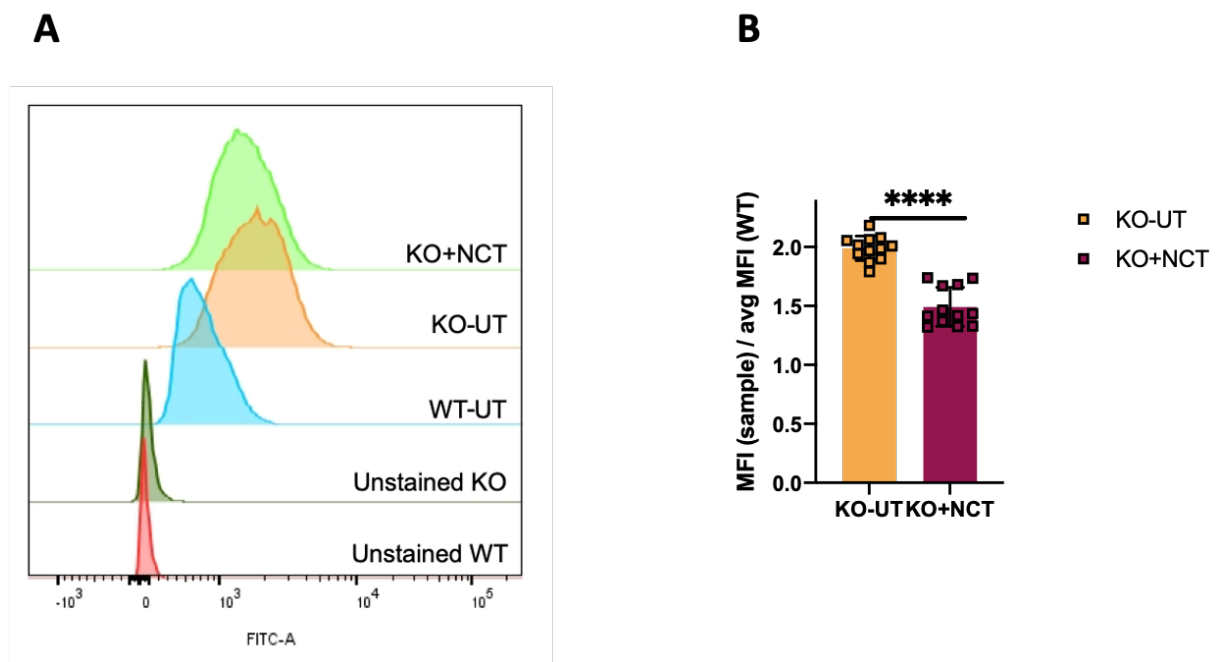 A
KO+NCT
KO-UT
WT-UT
Unstained KO
Unstained WT
-10³ 0 10³ 10⁴ 10⁵
FITC-A
B
MFI (sample) / avg MFI (WT)
****
2.0
1.5
1.0
0.5
0.0
KO-UT KO+NCT
KO-UT
KO+NCT